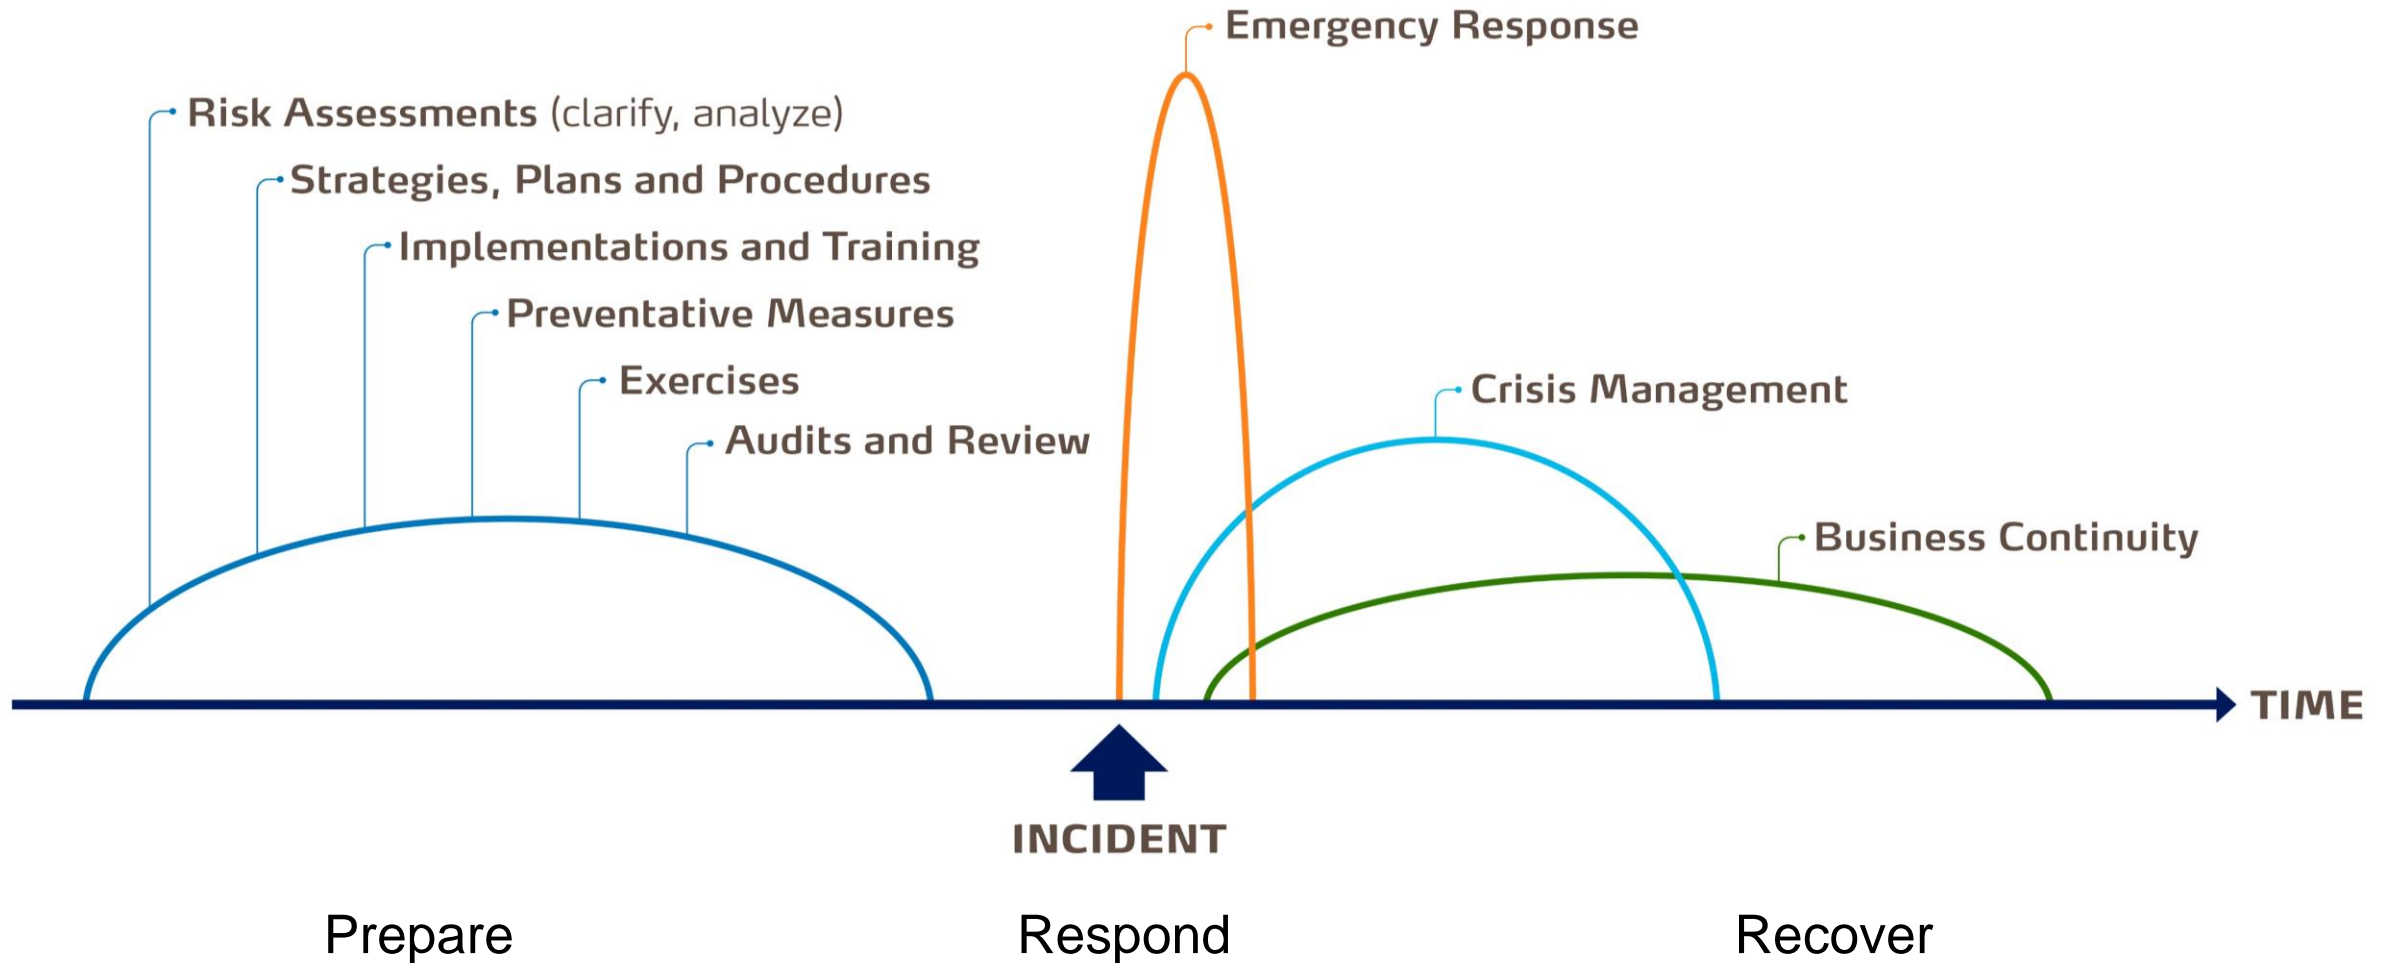 Emergency Response
Risk Assessments (clarify, analyze)
Strategies, Plans and Procedures
Implementations and Training
Preventative Measures
Exercises
Crisis Management
Audits and Review
Business Continuity
TIME
INCIDENT
Prepare
Respond
Recover